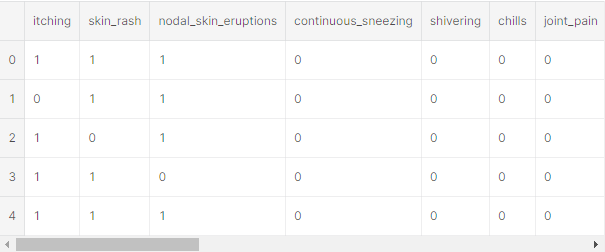 itching skin_rash nodal_skin_eruptions continuous_sneezing shivering chills joint_pain
0 1 1 1 0 0 0 0
1 0 1 1 0 0 0 0
2 1 0 1 0 0 0 0
3 1 1 0 0 0 0 0
4 1 1 1 0 0 0 0